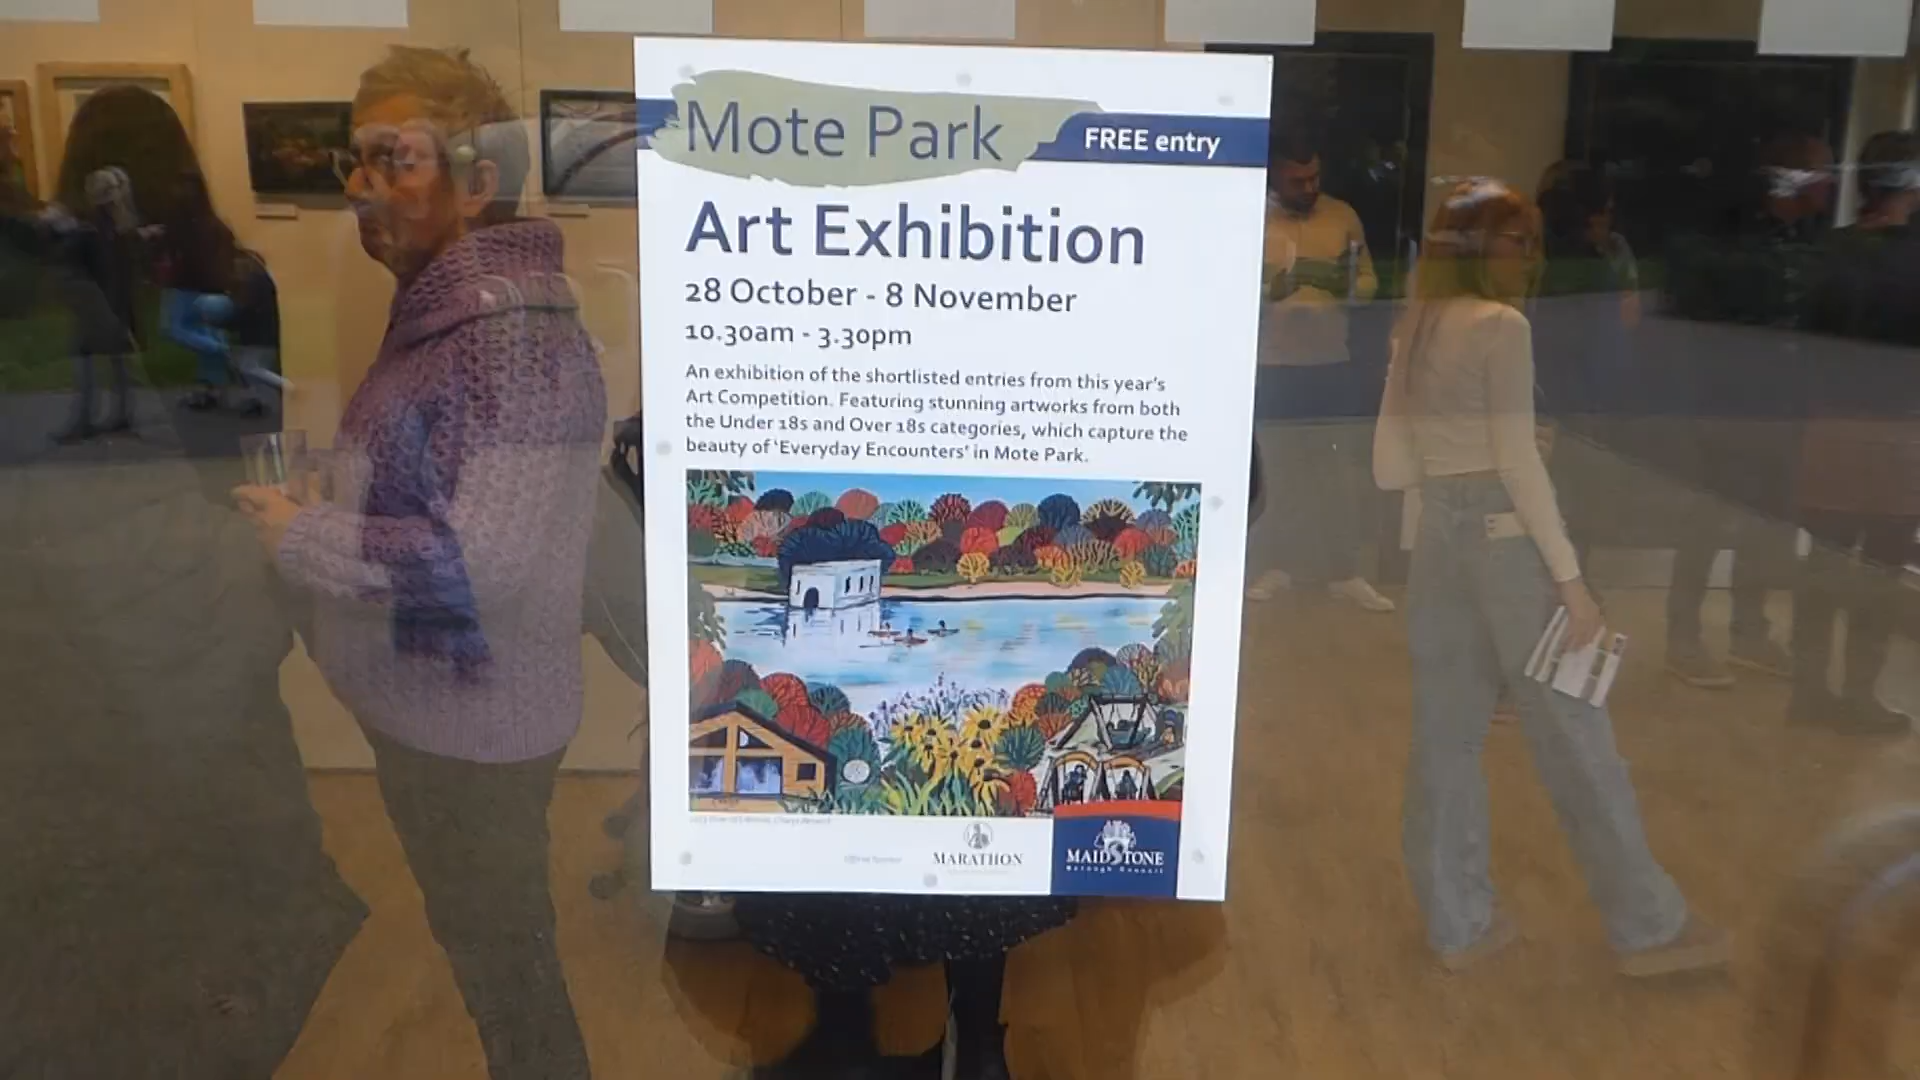 Mote Park
FREE entry
Art Exhibition
28 October - 8 November
10.30am - 3.30pm
An exhibition of the shortlisted entries from this year's
Art Competition. Featuring stunning artworks from both
the Under 18s and Over 18s categories, which capture the
beauty of 'Everyday Encounters' in Mote Park.
MARATHON
MAIDSTONE
Borough Council